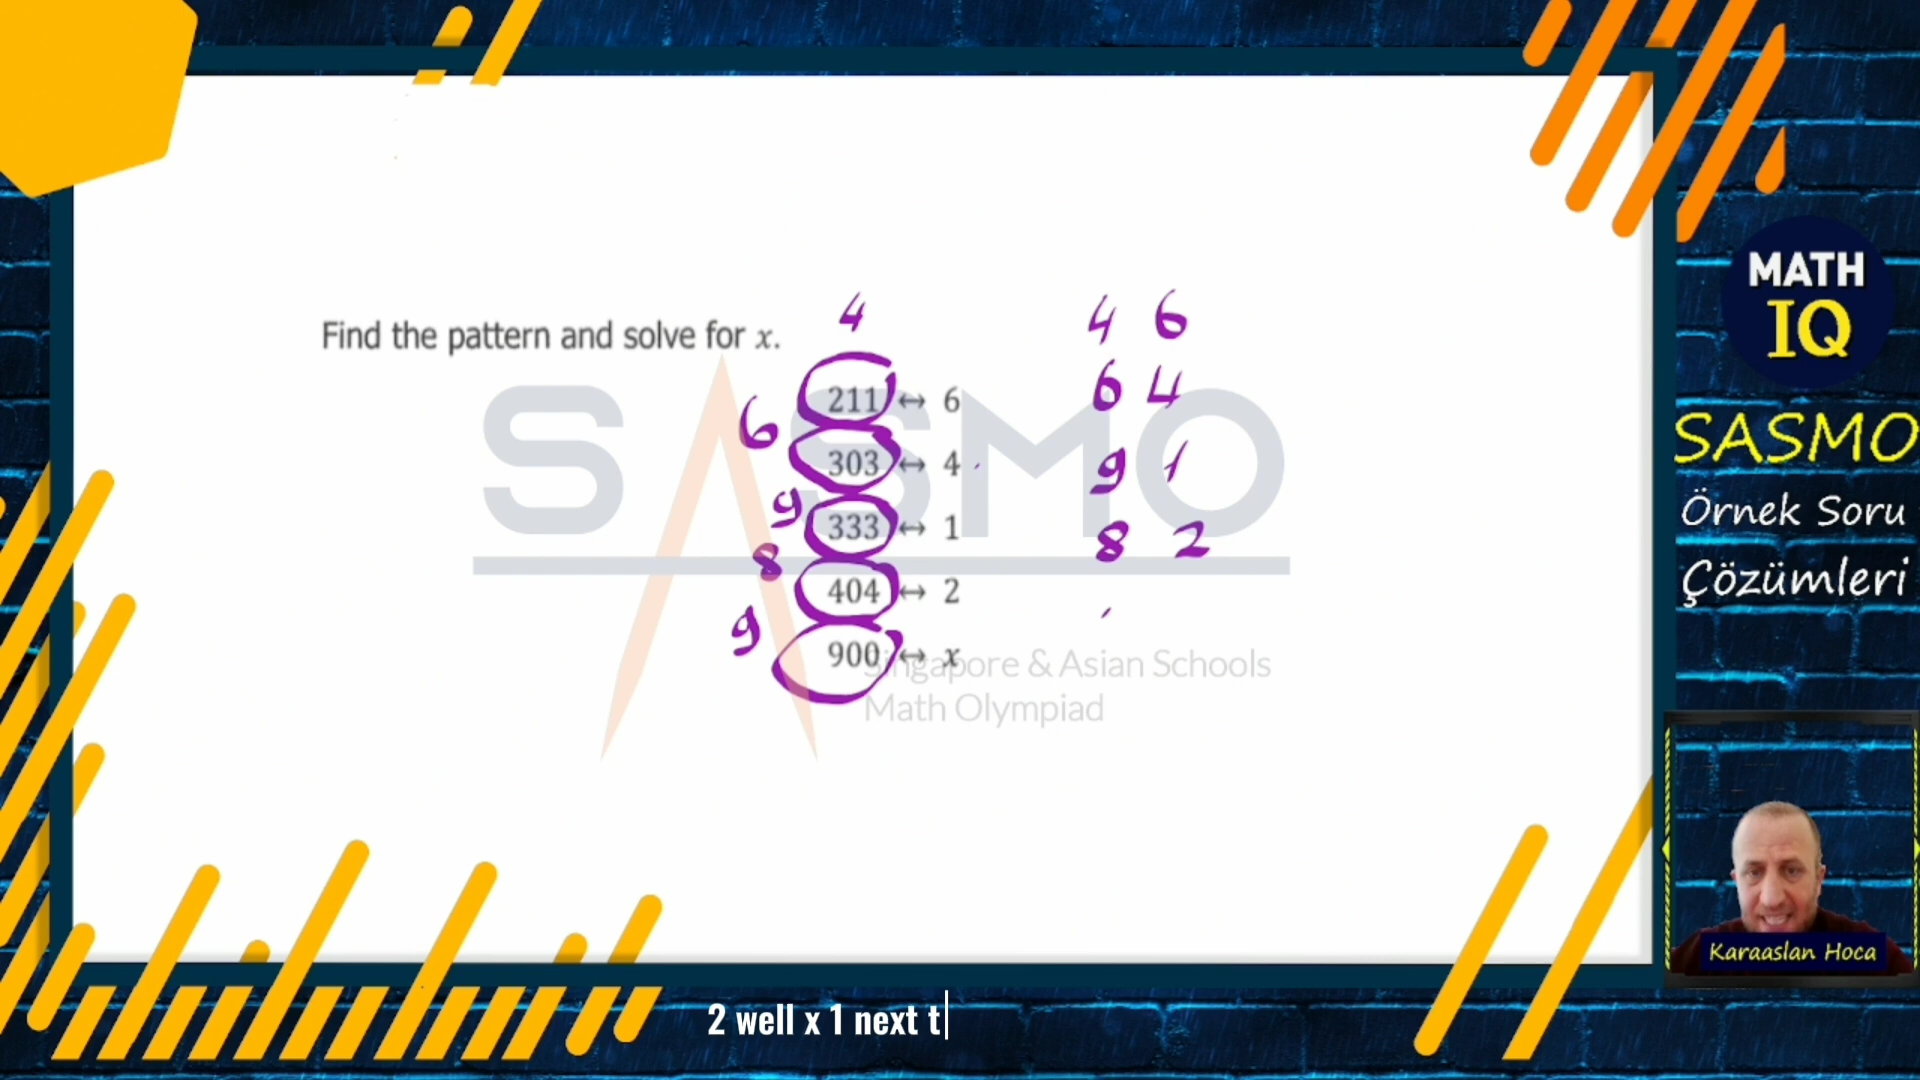 Find the pattern and solve for x.
4
211 ↔ 6
6
303 ↔ 4
9
333 ↔ 1
8
404 ↔ 2
9
900 ↔ x
4 6
6 4
9 1
8 2
SASMO
Singapore & Asian Schools
Math Olympiad
MATH
IQ
SASMO
Örnek Soru
Çözümleri
Karaaslan Hoca
2 well x 1 next t